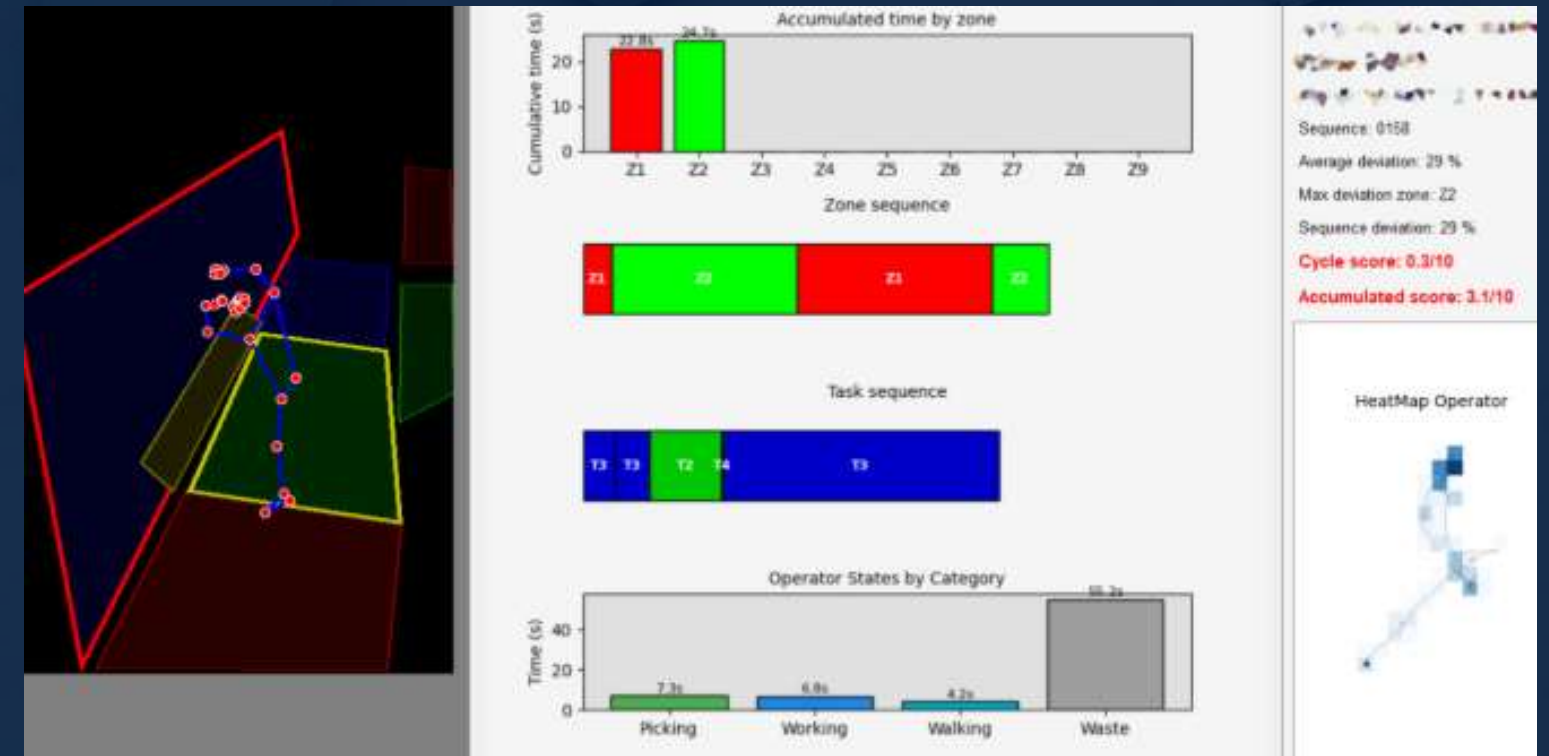 Accumulated time by zone
Cumulative time (s)
20
10
0
22.8s
24.7s
Z1 Z2 Z3 Z4 Z5 Z6 Z7 Z8 Z9
Zone sequence
Z1 Z2 Z1 Z2
Task sequence
T3 T3 T2 T4 T3
Operator States by Category
Time (s)
40
20
0
7.3s
6.8s
4.2s
55.2s
Picking Working Walking Waste
Sequence: 0158
Average deviation: 29 %
Max deviation zone: Z2
Sequence deviation: 29 %
Cycle score: 0.3/10
Accumulated score: 3.1/10
HeatMap Operator